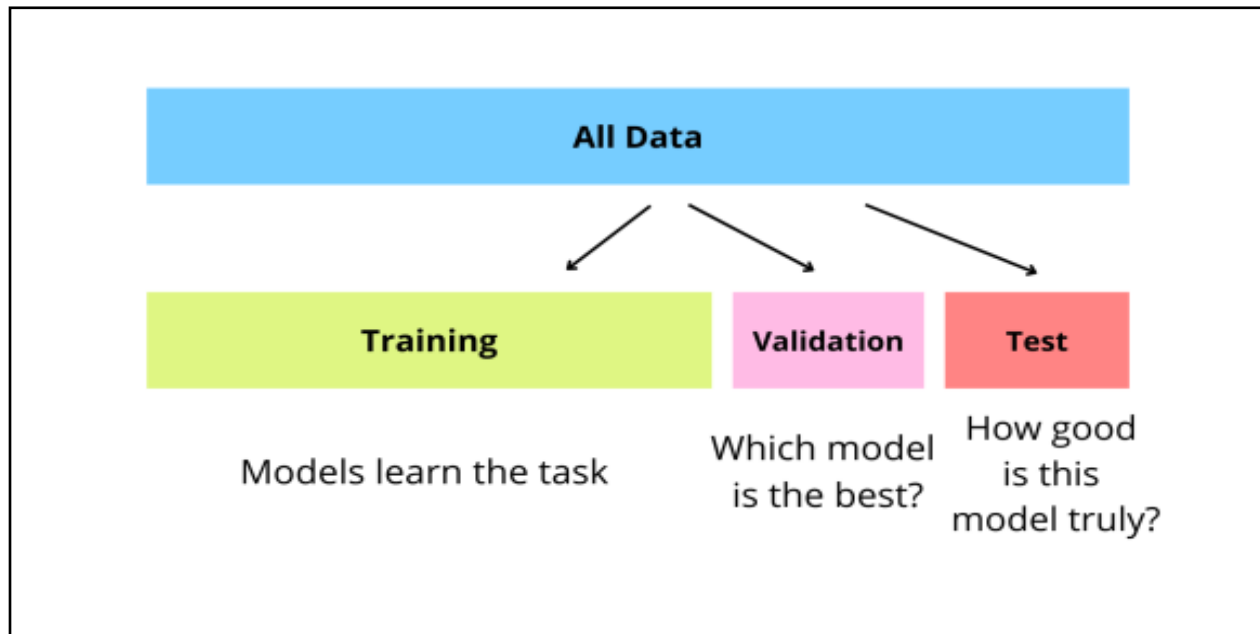 All Data
Training
Validation
Test
Models learn the task
Which model
is the best?
How good
is this
model truly?